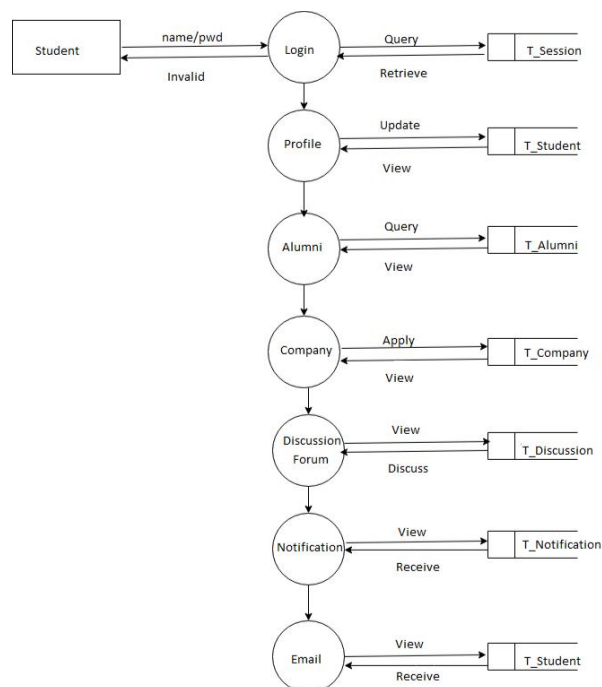 name/pwd
Query
Student
Login
T_Session
Invalid
Retrieve
Update
Profile
T_Student
View
Query
Alumni
T_Alumni
View
Apply
Company
T_Company
View
View
Discussion
Forum
T_Discussion
Discuss
View
Notification
T_Notification
Receive
View
Email
T_Student
Receive